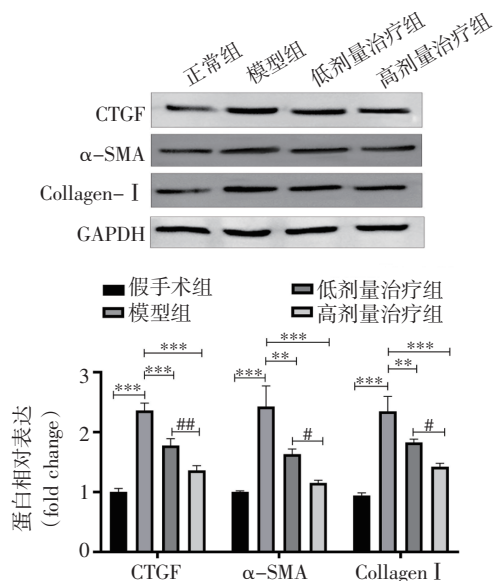 正常组 模型组 低剂量治疗组 高剂量治疗组
CTGF
α-SMA
Collagen-Ⅰ
GAPDH
假手术组 低剂量治疗组
模型组 高剂量治疗组
*** *** ***
*** ** **
*** *** ***
## # #
3
2
1
0
蛋白相对表达
(fold change)
CTGF α-SMA CollagenⅠ